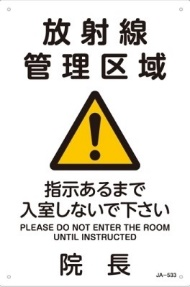 放射線
管理区域
指示あるまで
入室しないで下さい
PLEASE DO NOT ENTER THE ROOM
UNTIL INSTRUCTED
院長
JA-533